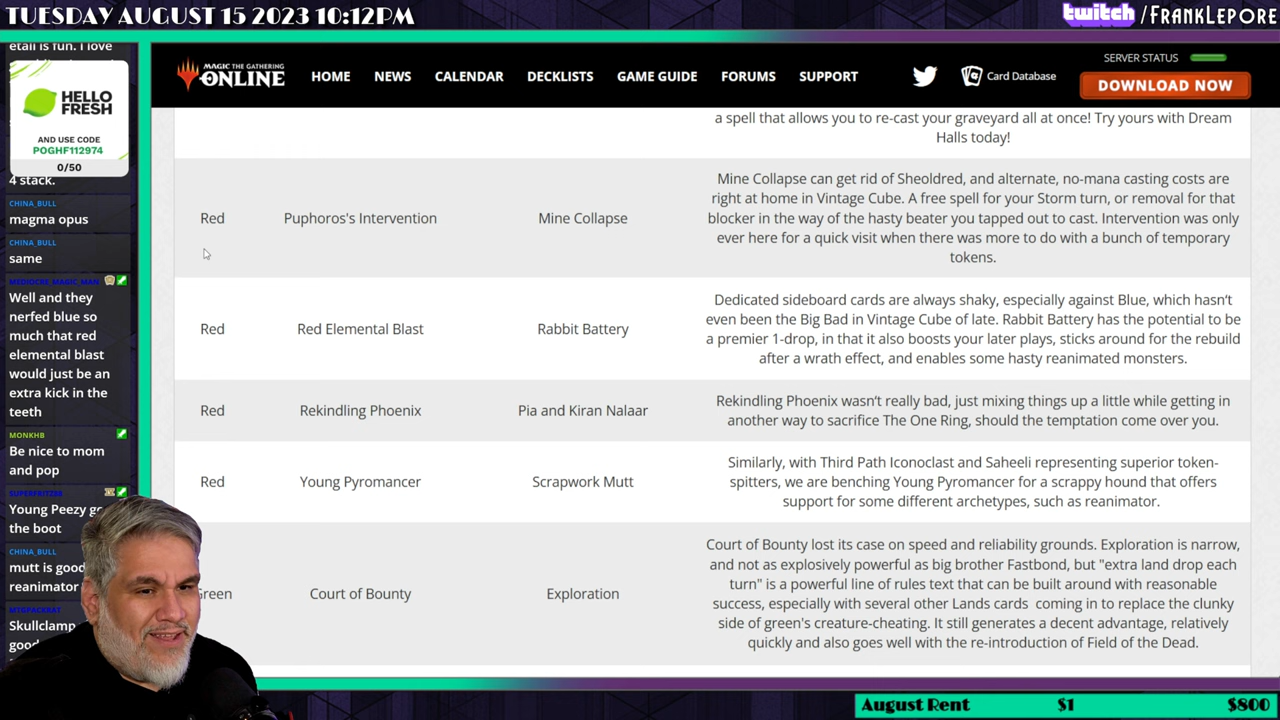 TUESDAY AUGUST 15 2023 10:12PM
twitch /FRANKLEPORE
etali is fun. I love
HELLO
FRESH
AND USE CODE
POGHF112974
0/50
4 stack.
CHINA_BULL
magma opus
CHINA_BULL
same
MEDIOCRE_MAGIC_MAN
Well and they
nerfed blue so
much that red
elemental blast
would just be an
extra kick in the
teeth
MONKHB
Be nice to mom
and pop
SUPERFRITZ88
Young Peezy
the boot
CHINA_BULL
mutt is good
reanimator
MTGPACKRAT
Skullclamp
good
MAGIC THE GATHERING
ONLINE
HOME
NEWS
CALENDAR
DECKLISTS
GAME GUIDE
FORUMS
SUPPORT
Card Database
SERVER STATUS
DOWNLOAD NOW
a spell that allows you to re-cast your graveyard all at once! Try yours with Dream
Halls today!
Red
Puphoros's Intervention
Mine Collapse
Mine Collapse can get rid of Sheoldred, and alternate, no-mana casting costs are
right at home in Vintage Cube. A free spell for your Storm turn, or removal for that
blocker in the way of the hasty beater you tapped out to cast. Intervention was only
ever here for a quick visit when there was more to do with a bunch of temporary
tokens.
Red
Red Elemental Blast
Rabbit Battery
Dedicated sideboard cards are always shaky, especially against Blue, which hasn't
even been the Big Bad in Vintage Cube of late. Rabbit Battery has the potential to be
a premier 1-drop, in that it also boosts your later plays, sticks around for the rebuild
after a wrath effect, and enables some hasty reanimated monsters.
Red
Rekindling Phoenix
Pia and Kiran Nalaar
Rekindling Phoenix wasn't really bad, just mixing things up a little while getting in
another way to sacrifice The One Ring, should the temptation come over you.
Red
Young Pyromancer
Scrapwork Mutt
Similarly, with Third Path Iconoclast and Saheeli representing superior token-
spitters, we are benching Young Pyromancer for a scrappy hound that offers
support for some different archetypes, such as reanimator.
Green
Court of Bounty
Exploration
Court of Bounty lost its case on speed and reliability grounds. Exploration is narrow,
and not as explosively powerful as big brother Fastbond, but "extra land drop each
turn" is a powerful line of rules text that can be built around with reasonable
success, especially with several other Lands cards coming in to replace the clunky
side of green's creature-cheating. It still generates a decent advantage, relatively
quickly and also goes well with the re-introduction of Field of the Dead.
August Rent $1 $800